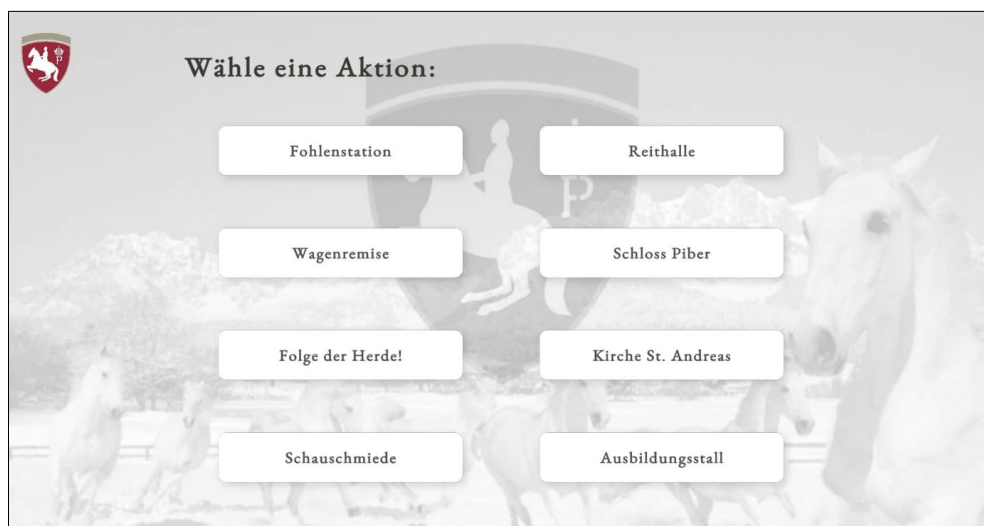 Wähle eine Aktion:
Fohlenstation
Reithalle
Wagenremise
Schloss Piber
Folge der Herde!
Kirche St. Andreas
Schauschmiede
Ausbildungsstall
P